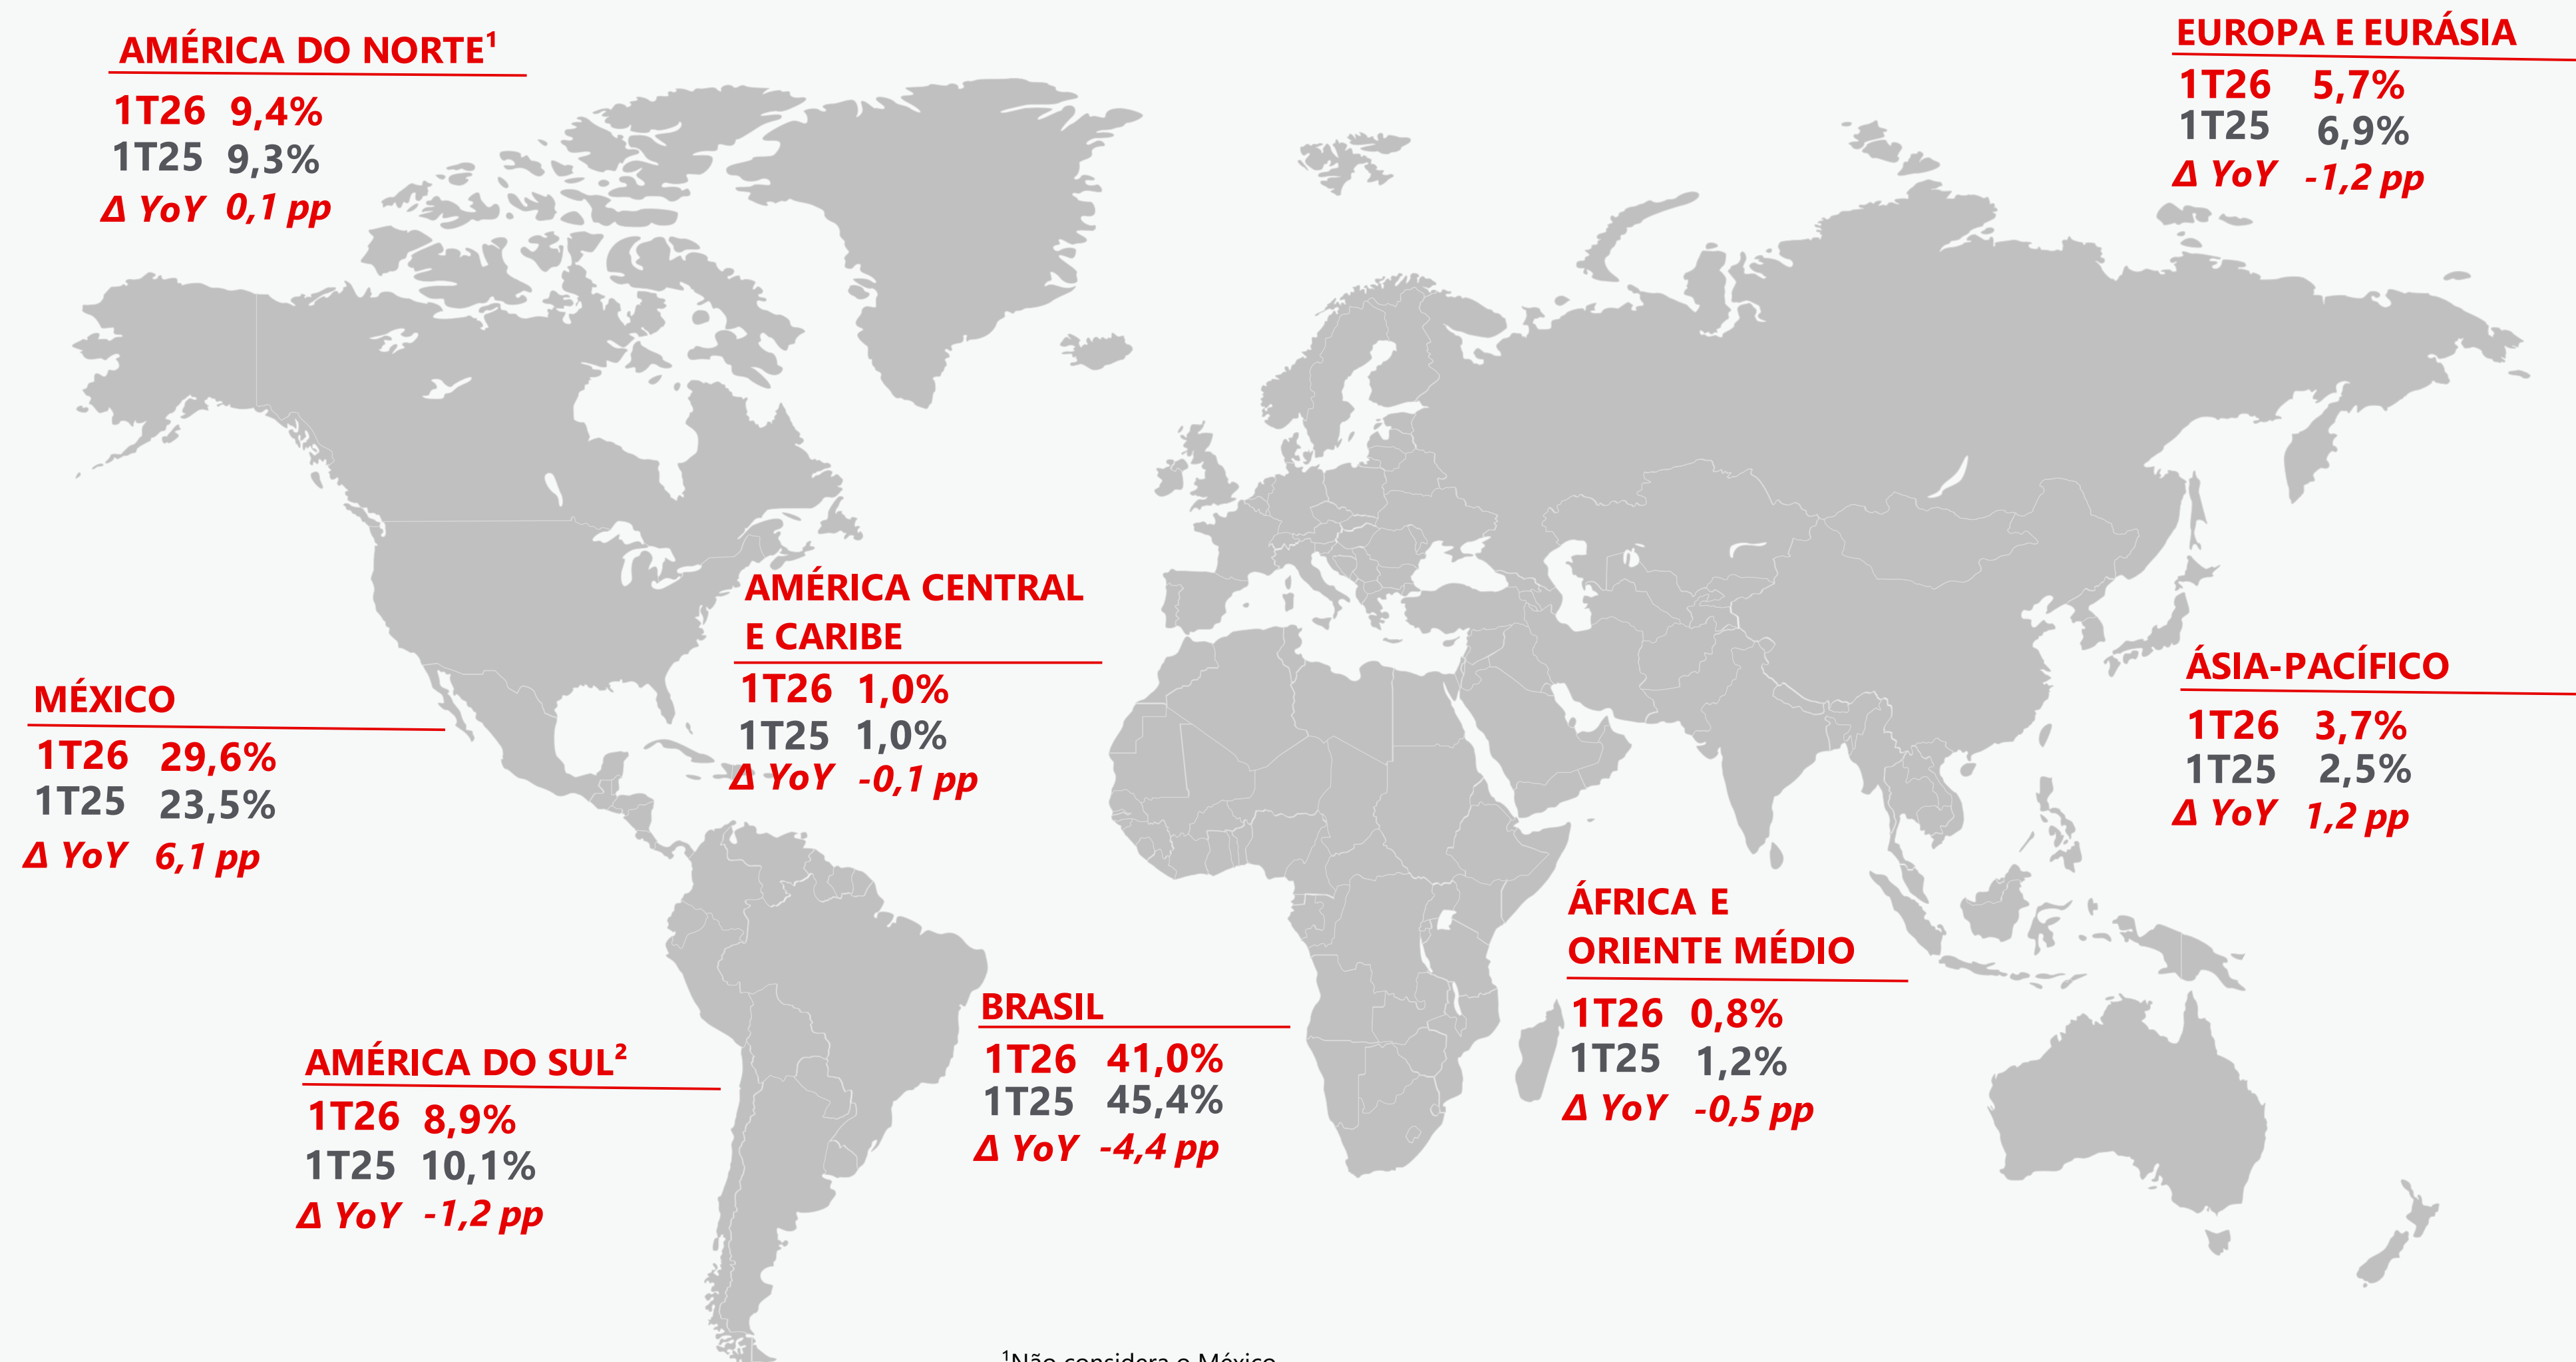 AMÉRICA DO NORTE¹
1T26 9,4%
1T25 9,3%
Δ YoY 0,1 pp
EUROPA E EURÁSIA
1T26 5,7%
1T25 6,9%
Δ YoY -1,2 pp
AMÉRICA CENTRAL
E CARIBE
1T26 1,0%
1T25 1,0%
Δ YoY -0,1 pp
MÉXICO
1T26 29,6%
1T25 23,5%
Δ YoY 6,1 pp
ÁSIA-PACÍFICO
1T26 3,7%
1T25 2,5%
Δ YoY 1,2 pp
ÁFRICA E
ORIENTE MÉDIO
1T26 0,8%
1T25 1,2%
Δ YoY -0,5 pp
BRASIL
1T26 41,0%
1T25 45,4%
Δ YoY -4,4 pp
AMÉRICA DO SUL²
1T26 8,9%
1T25 10,1%
Δ YoY -1,2 pp
¹Não considera o México